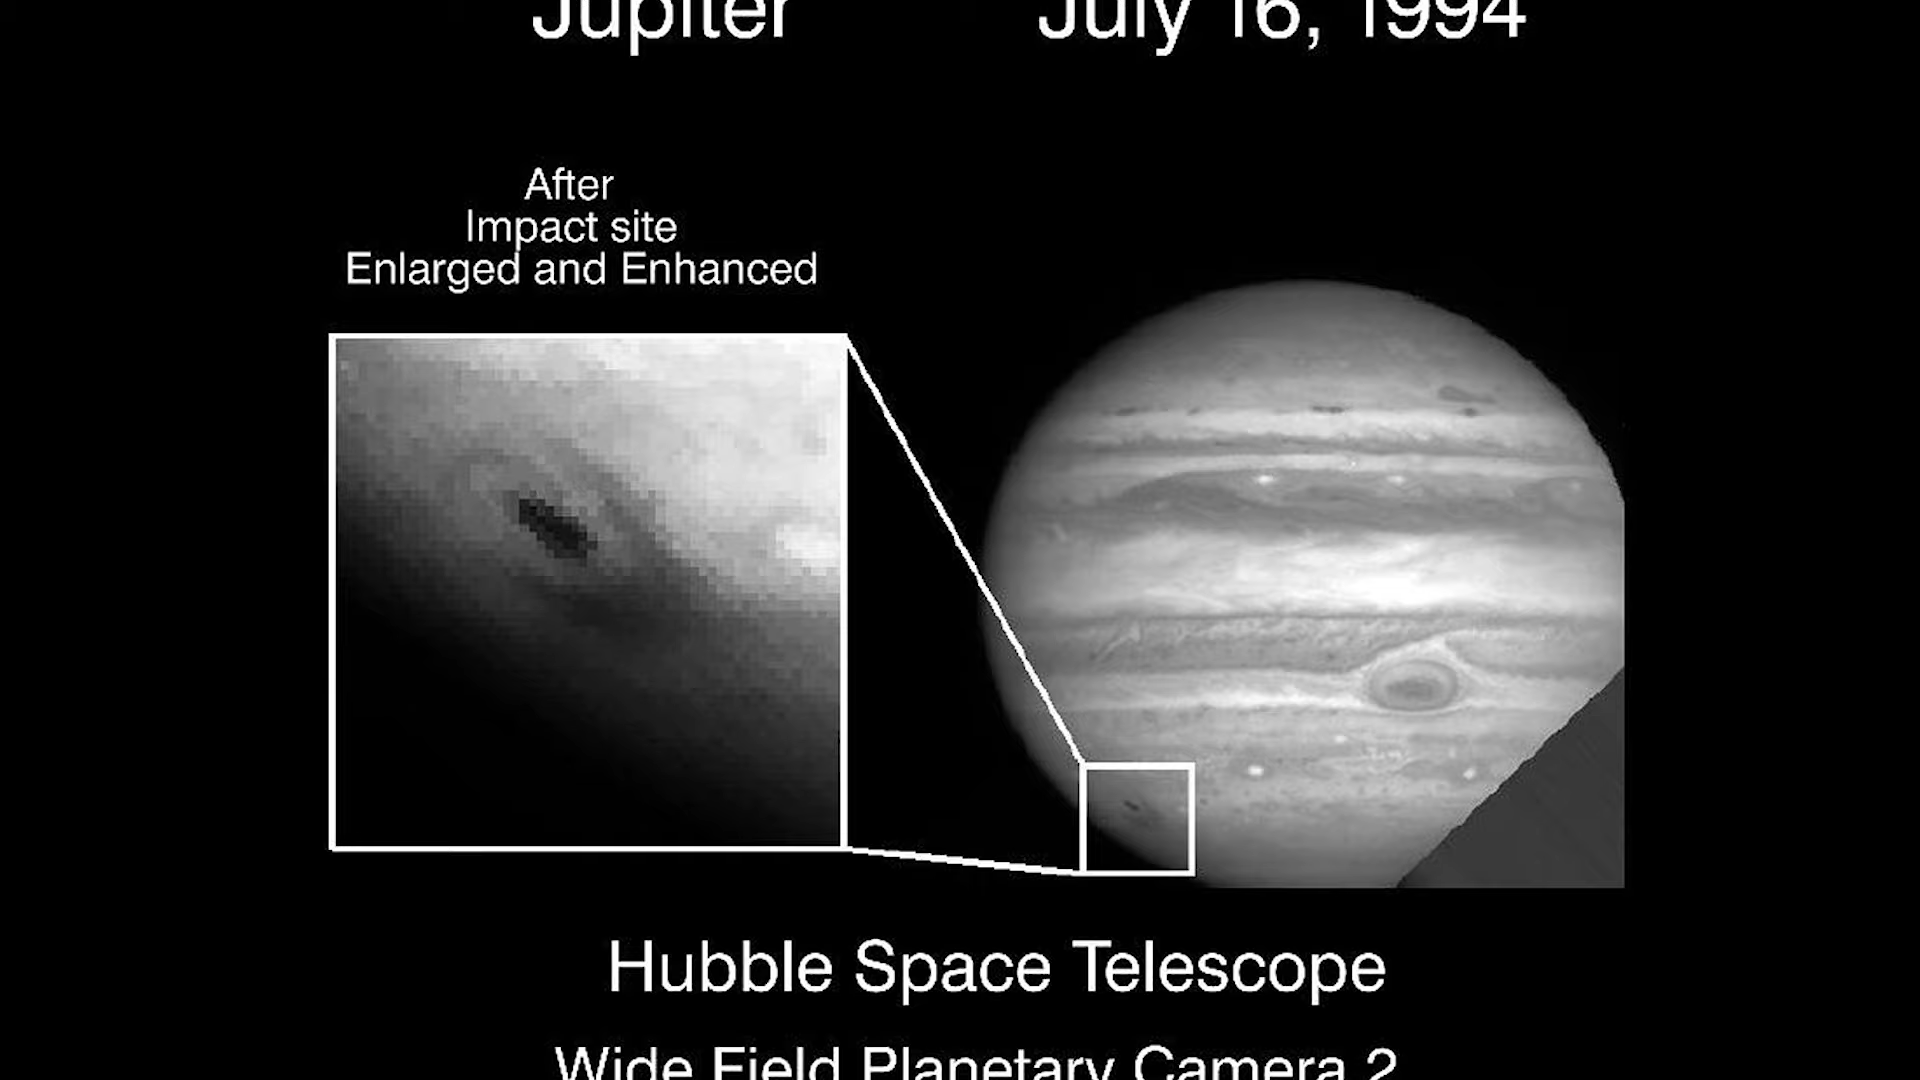 Jupiter July 16, 1994
After
Impact site
Enlarged and Enhanced
Hubble Space Telescope
Wide Field Planetary Camera 2